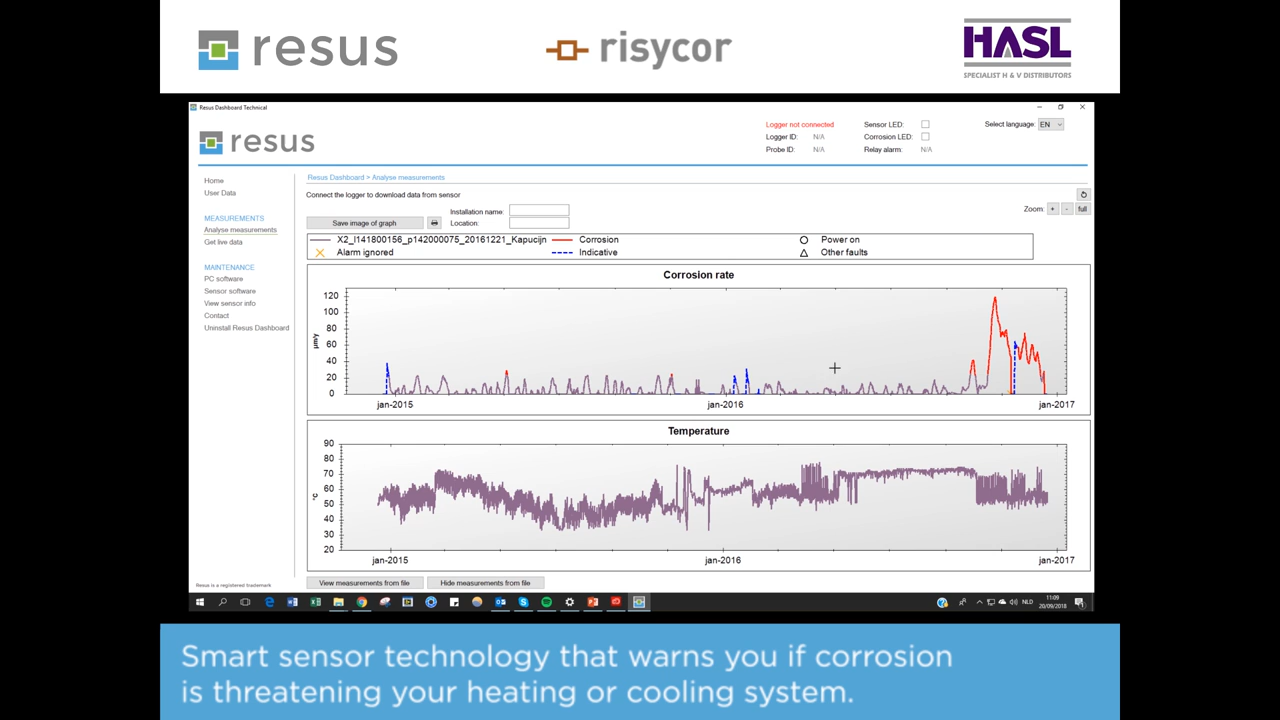 resus
risycor
HASL
SPECIALIST H & V DISTRIBUTORS
Resus Dashboard Technical
resus
Logger not connected
Sensor LED:
Select language: EN
Logger ID: N/A
Corrosion LED:
Probe ID: N/A
Relay alarm: N/A
Home
User Data
MEASUREMENTS
Analyse measurements
Get live data
MAINTENANCE
PC software
Sensor software
View sensor info
Contact
Uninstall Resus Dashboard
Resus is a registered trademark
Resus Dashboard > Analyse measurements
Connect the logger to download data from sensor
Zoom: + - full
Save image of graph
Installation name:
Location:
X2_I141800156_p142000075_20161221_Kapucijn Corrosion Power on
Alarm ignored Indicative Other faults
Corrosion rate
µm/y
120
100
80
60
40
20
0
jan-2015 jan-2016 jan-2017
Temperature
°C
90
80
70
60
50
40
30
20
jan-2015 jan-2016 jan-2017
View measurements from file Hide measurements from file
NLD
11:09
20/09/2018
Smart sensor technology that warns you if corrosion
is threatening your heating or cooling system.